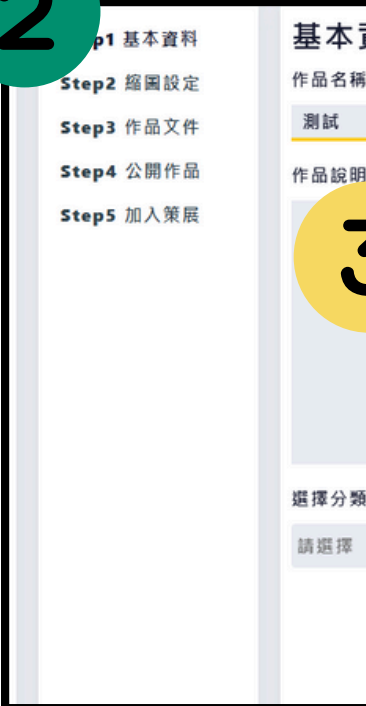 2
p1 基本資料
Step2 縮圖設定
Step3 作品文件
Step4 公開作品
Step5 加入策展
基本
作品名稱
測試
作品說明
3
選擇分類
請選擇